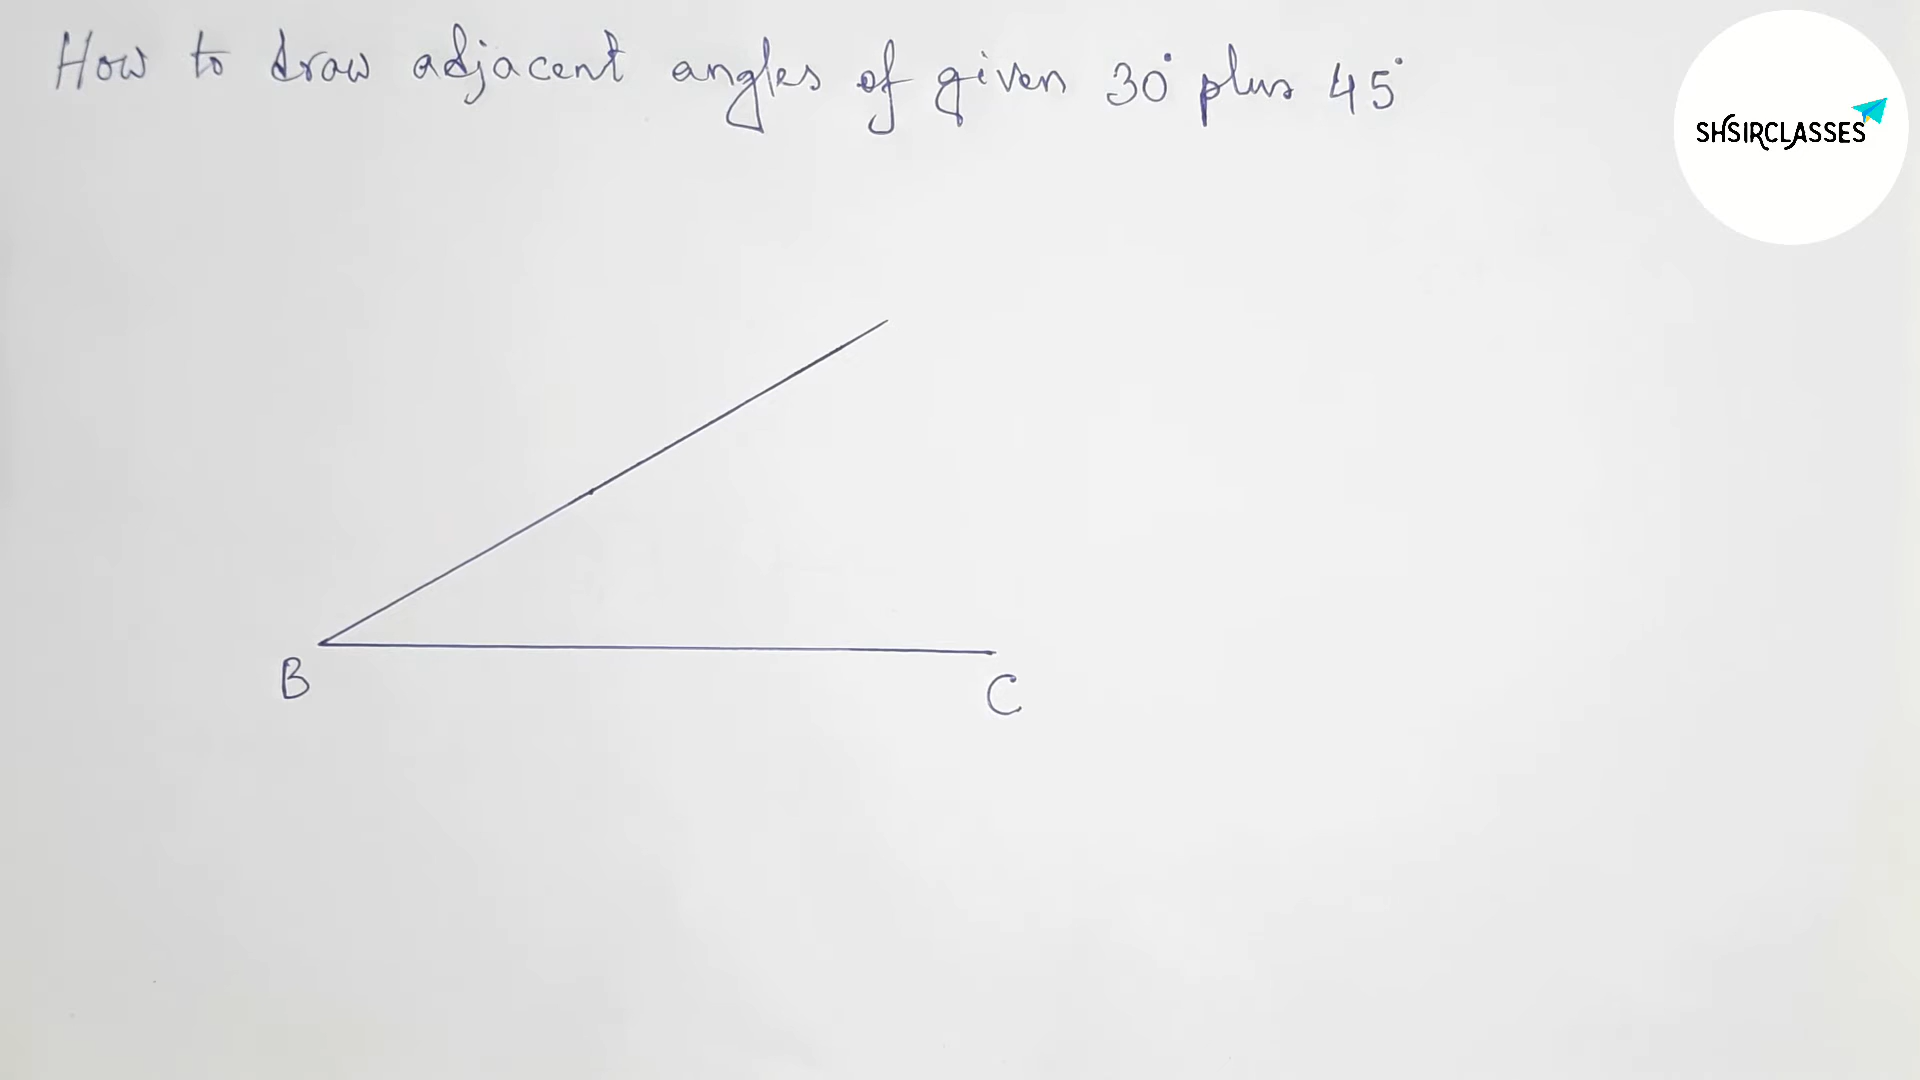 How to draw adjacent angles of given 30° plus 45°
SHSIRCLASSES
B
C